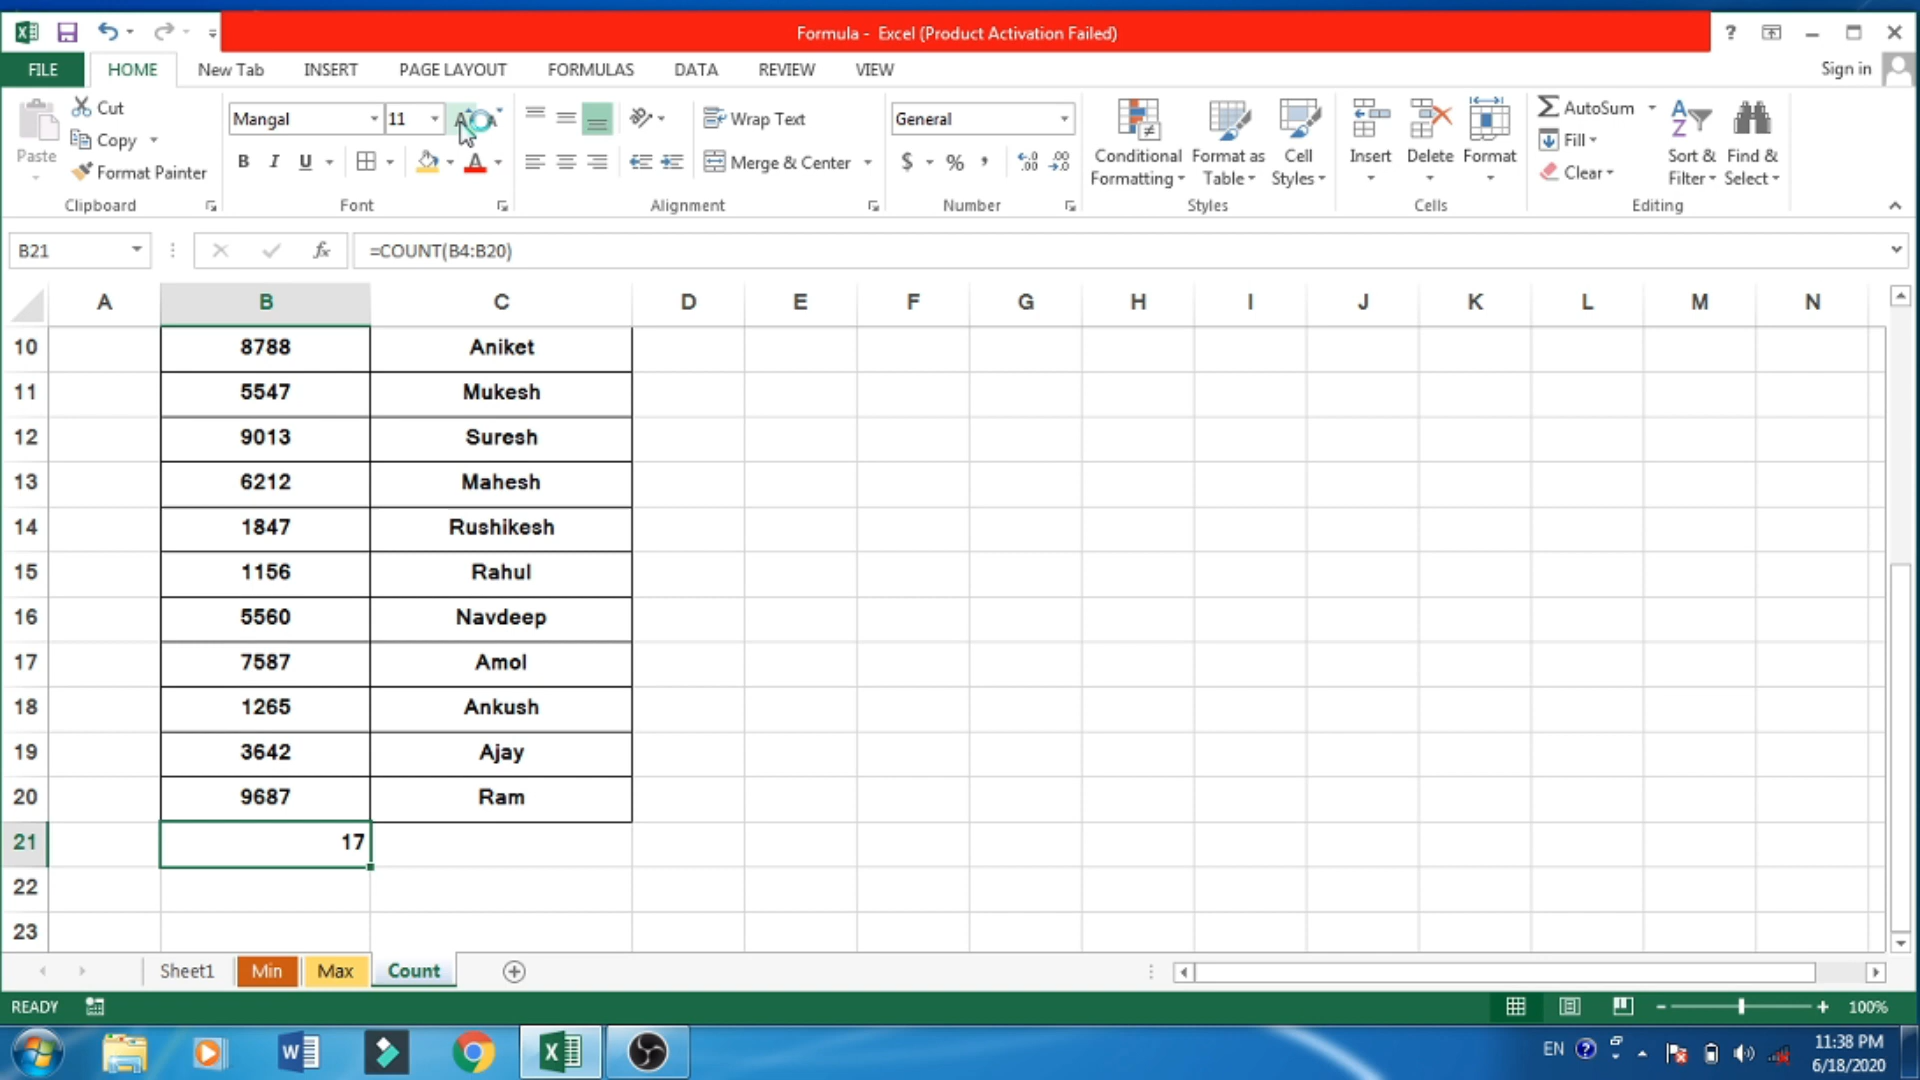 Formula - Excel (Product Activation Failed)
?
FILE HOME New Tab INSERT PAGE LAYOUT FORMULAS DATA REVIEW VIEW Sign in
Paste
Cut
Copy
Format Painter
Clipboard
Mangal 11
B I U A
Font
Wrap Text
Merge & Center
Alignment
General
$ % ,
Number
Conditional Formatting
Format as Table
Cell Styles
Styles
Insert
Delete
Format
Cells
AutoSum
Fill
Clear
Sort & Filter
Find & Select
Editing
B21 fx =COUNT(B4:B20)
A B C D E F G H I J K L M N
10 8788 Aniket
11 5547 Mukesh
12 9013 Suresh
13 6212 Mahesh
14 1847 Rushikesh
15 1156 Rahul
16 5560 Navdeep
17 7587 Amol
18 1265 Ankush
19 3642 Ajay
20 9687 Ram
21 17
22
23
Sheet1 Min Max Count
READY 100%
EN 11:38 PM
6/18/2020